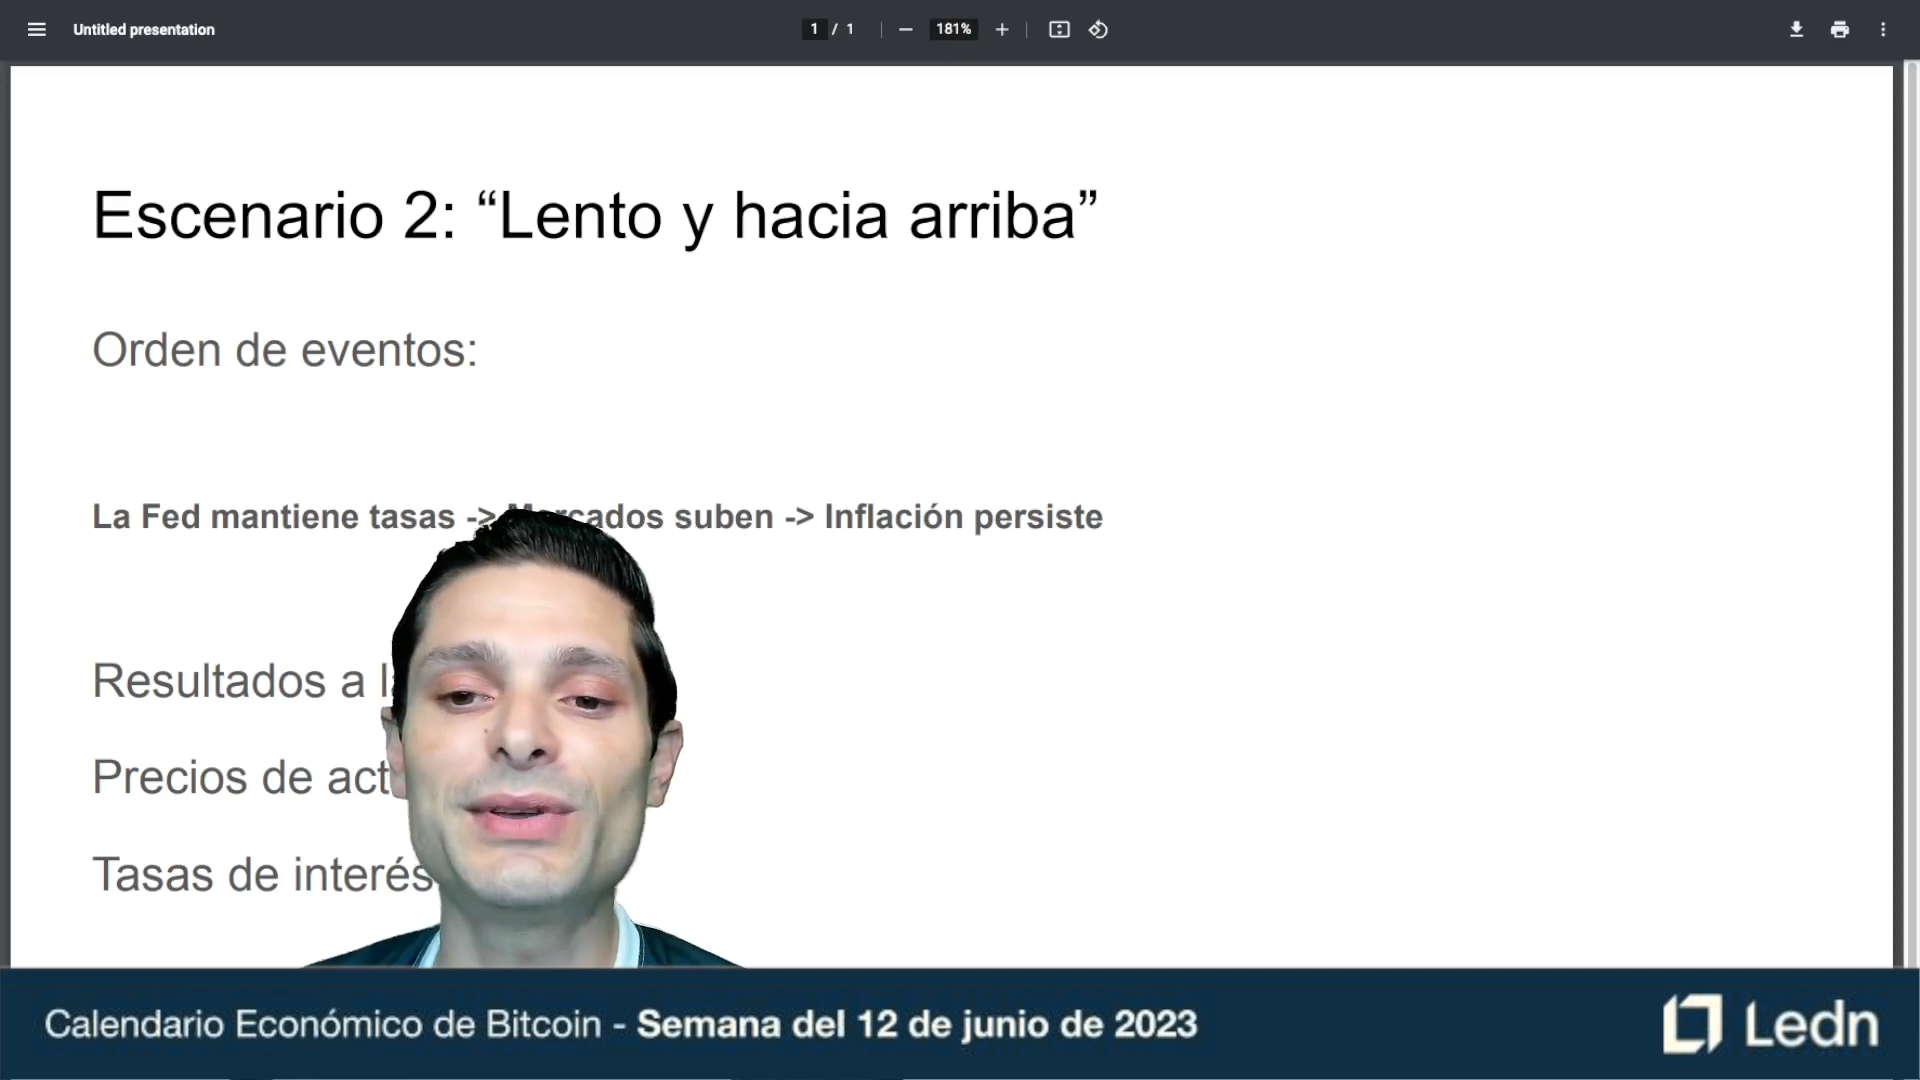 Untitled presentation
1 / 1
181%
Escenario 2: “Lento y hacia arriba”
Orden de eventos:
La Fed mantiene tasas -> Mercados suben -> Inflación persiste
Resultados a
Precios de
Tasas de interés
Calendario Económico de Bitcoin - Semana del 12 de junio de 2023
Ledn